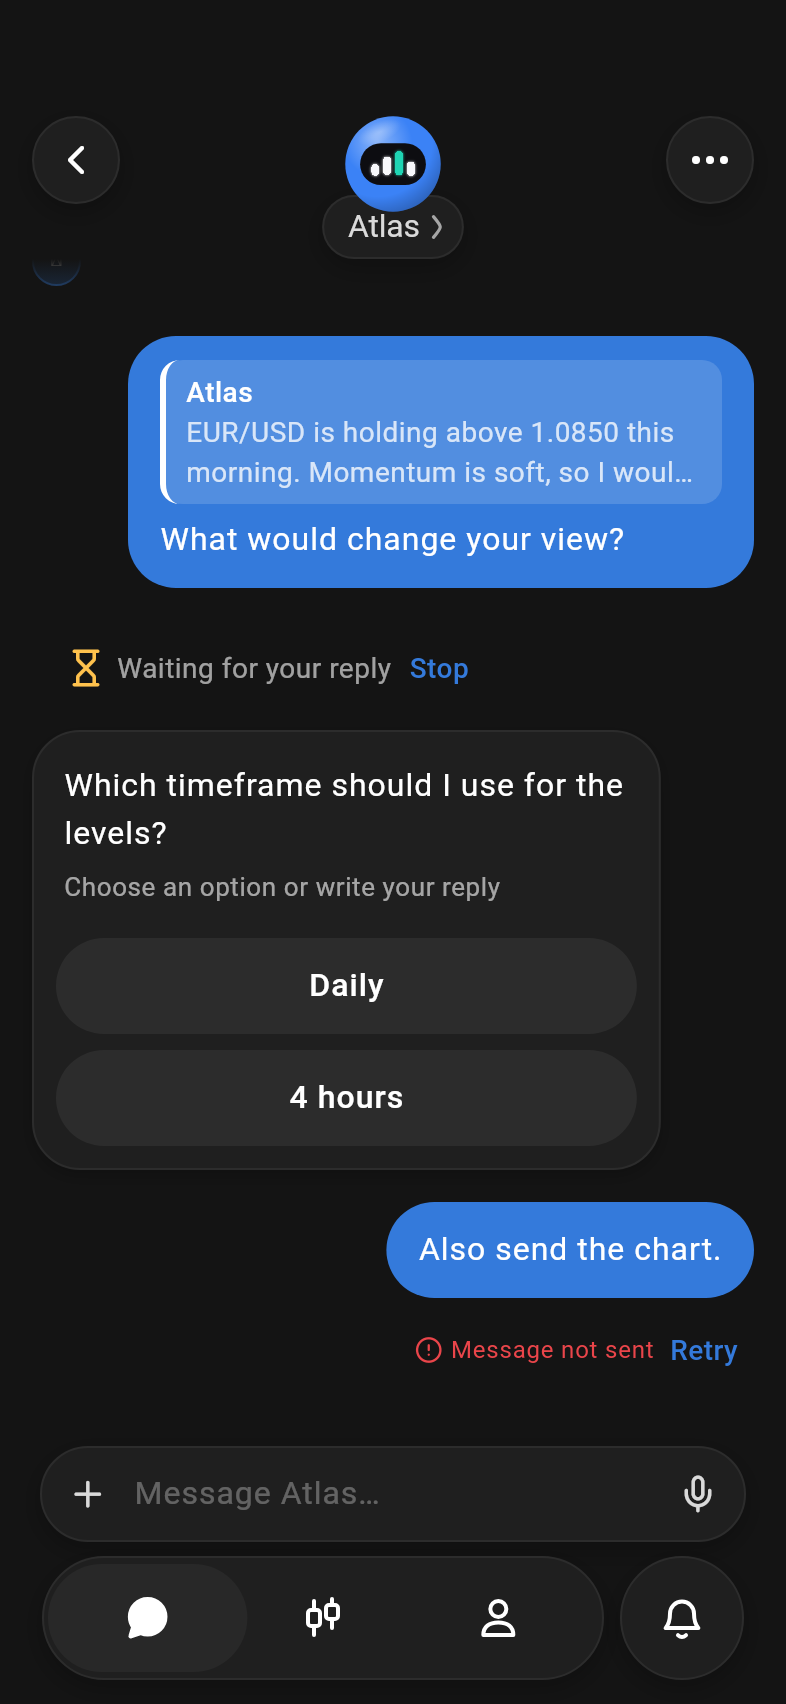 Atlas
Atlas
EUR/USD is holding above 1.0850 this
morning. Momentum is soft, so I woul…
What would change your view?
Waiting for your reply Stop
Which timeframe should I use for the
levels?
Choose an option or write your reply
Daily
4 hours
Also send the chart.
Message not sent Retry
Message Atlas…